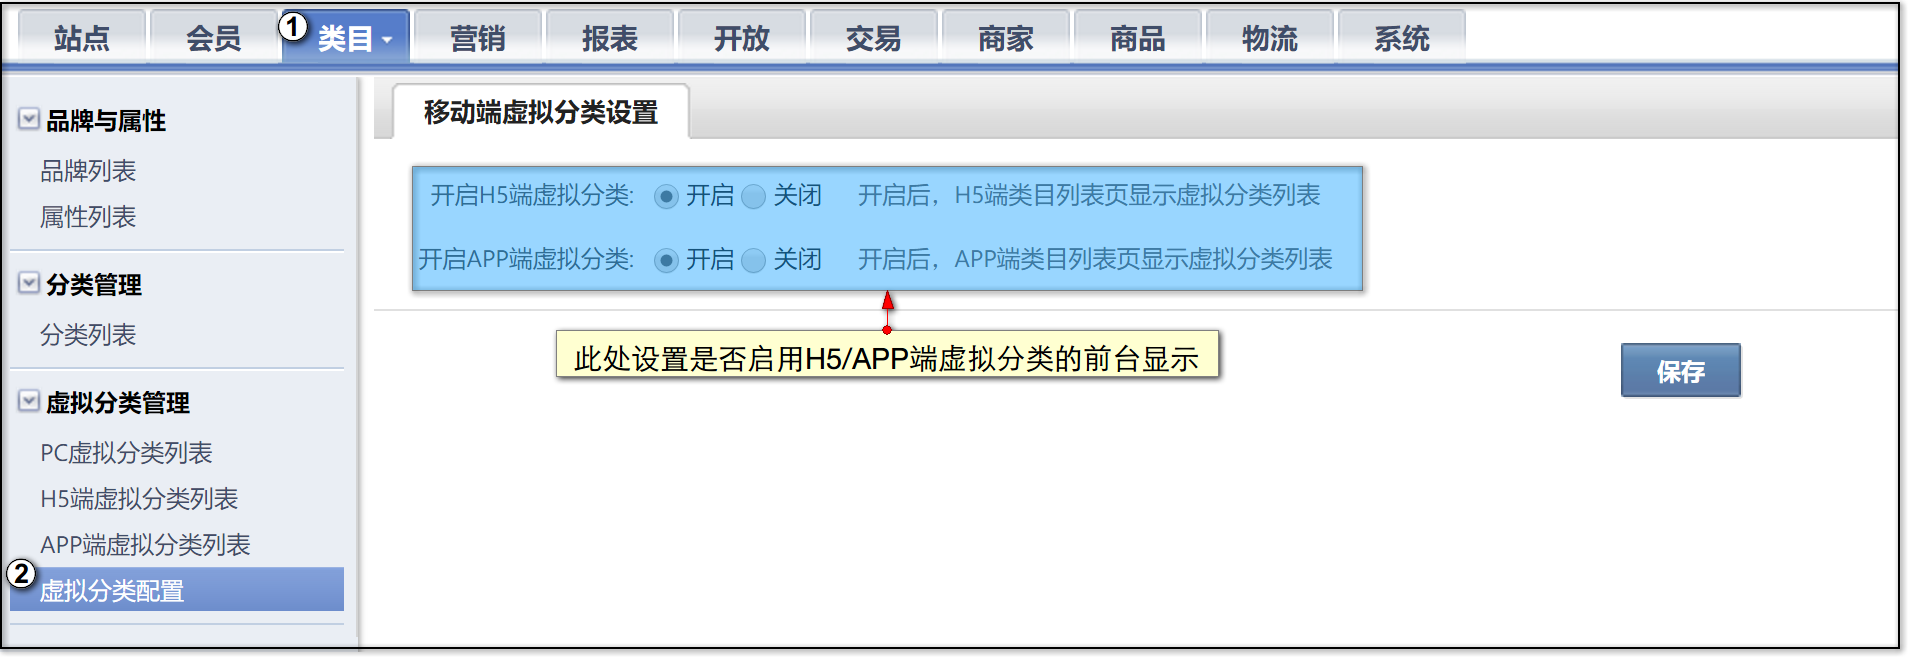 站点 会员 1 类目 营销 报表 开放 交易 商家 商品 物流 系统
品牌与属性
品牌列表
属性列表
分类管理
分类列表
虚拟分类管理
PC虚拟分类列表
H5端虚拟分类列表
APP端虚拟分类列表
2 虚拟分类配置
移动端虚拟分类设置
开启H5端虚拟分类: 开启 关闭 开启后，H5端类目列表页显示虚拟分类列表
开启APP端虚拟分类: 开启 关闭 开启后，APP端类目列表页显示虚拟分类列表
此处设置是否启用H5/APP端虚拟分类的前台显示
保存